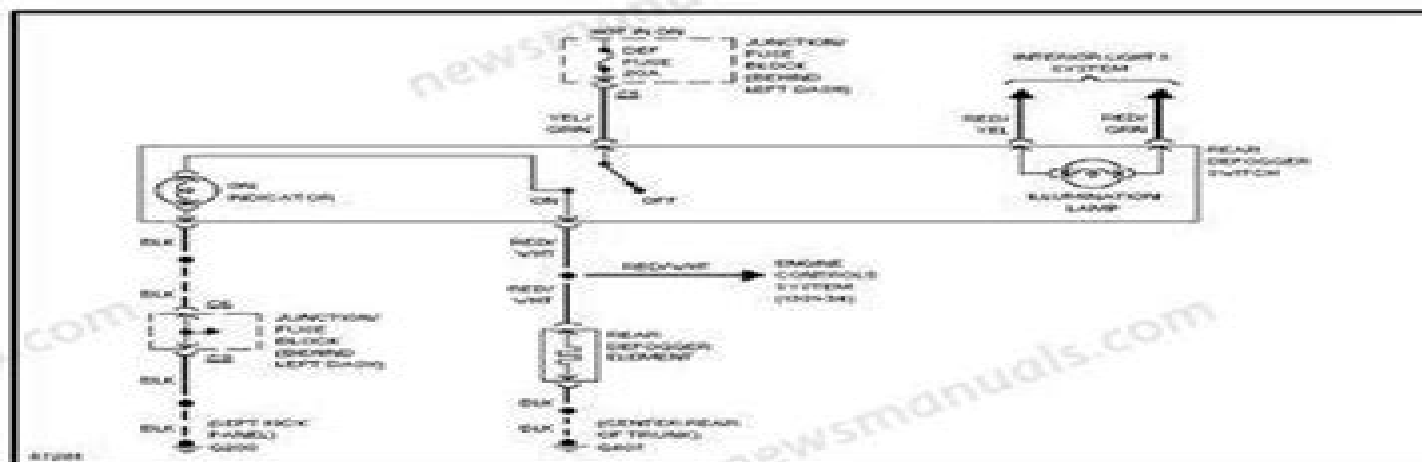 newsmanuals.com
HOT IN ON
DEF
FUSE
20A
JUNCTION/
FUSE
BLOCK
(BEHIND
LEFT DASH)
INTERIOR LIGHTS
SYSTEM
YEL/
GRN
RED/
YEL
RED/
GRN
REAR
DEFOGGER
SWITCH
ON
INDICATOR
ON
OFF
ILLUMINATION
LAMP
BLK
RED/
WHT
RED/WHT
ENGINE
CONTROLS
SYSTEM
BLK
RED/
WHT
JUNCTION/
FUSE
BLOCK
(BEHIND
LEFT DASH)
REAR
DEFOGGER
ELEMENT
BLK
BLK
BLK
(LEFT KICK
PANEL)
G200
BLK
(CENTER REAR
OF TRUNK)
newsmanuals.com